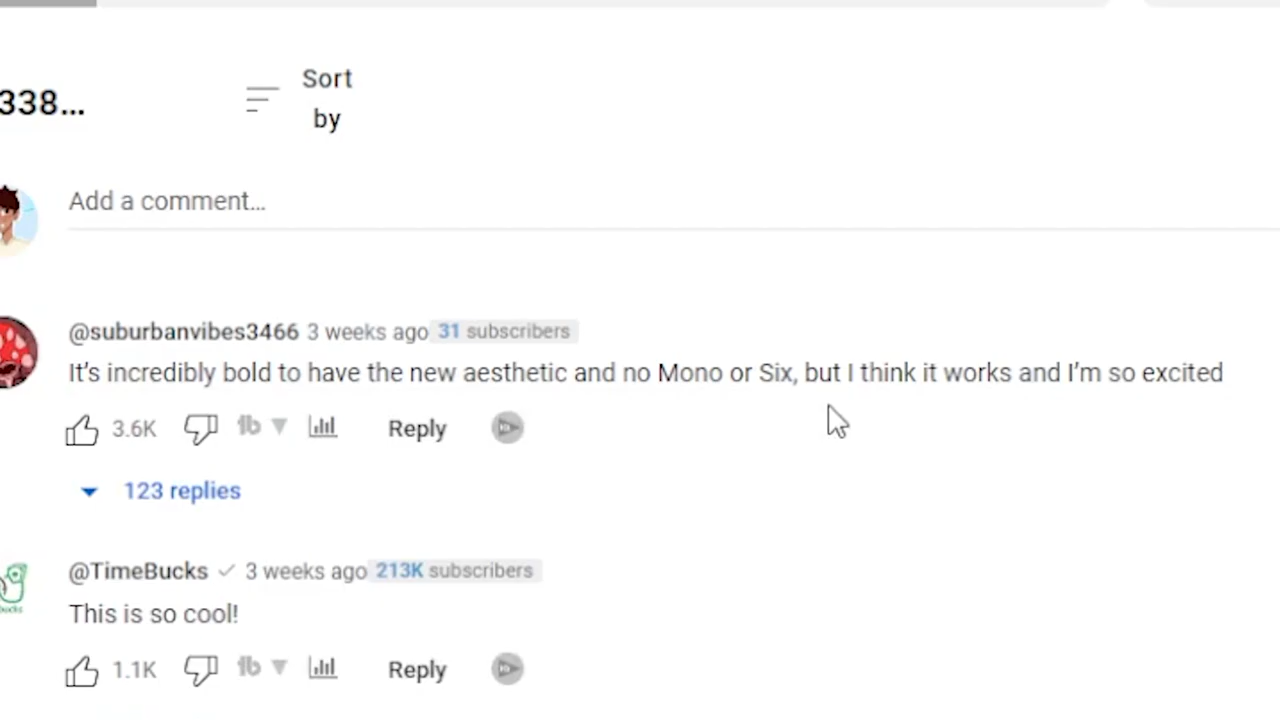 338...
Sort
by
Add a comment...
@suburbanvibes3466 3 weeks ago 31 subscribers
It's incredibly bold to have the new aesthetic and no Mono or Six, but I think it works and I'm so excited
3.6K Reply
123 replies
@TimeBucks 3 weeks ago 213K subscribers
This is so cool!
1.1K Reply